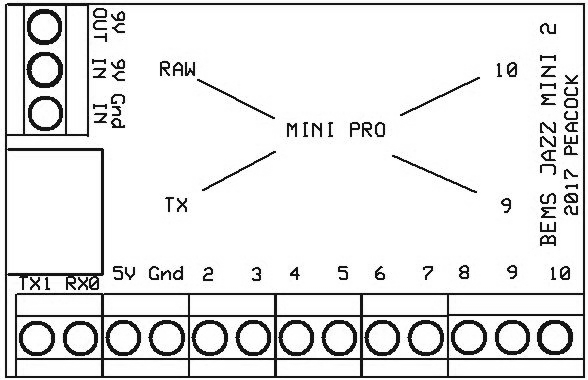 9V OUT
9V IN
Gnd IN
RAW
10
MINI PRO
TX
9
BEMS JAZZ MINI 2
2017 PEACOCK
TX1 RX0 5V Gnd 2 3 4 5 6 7 8 9 10